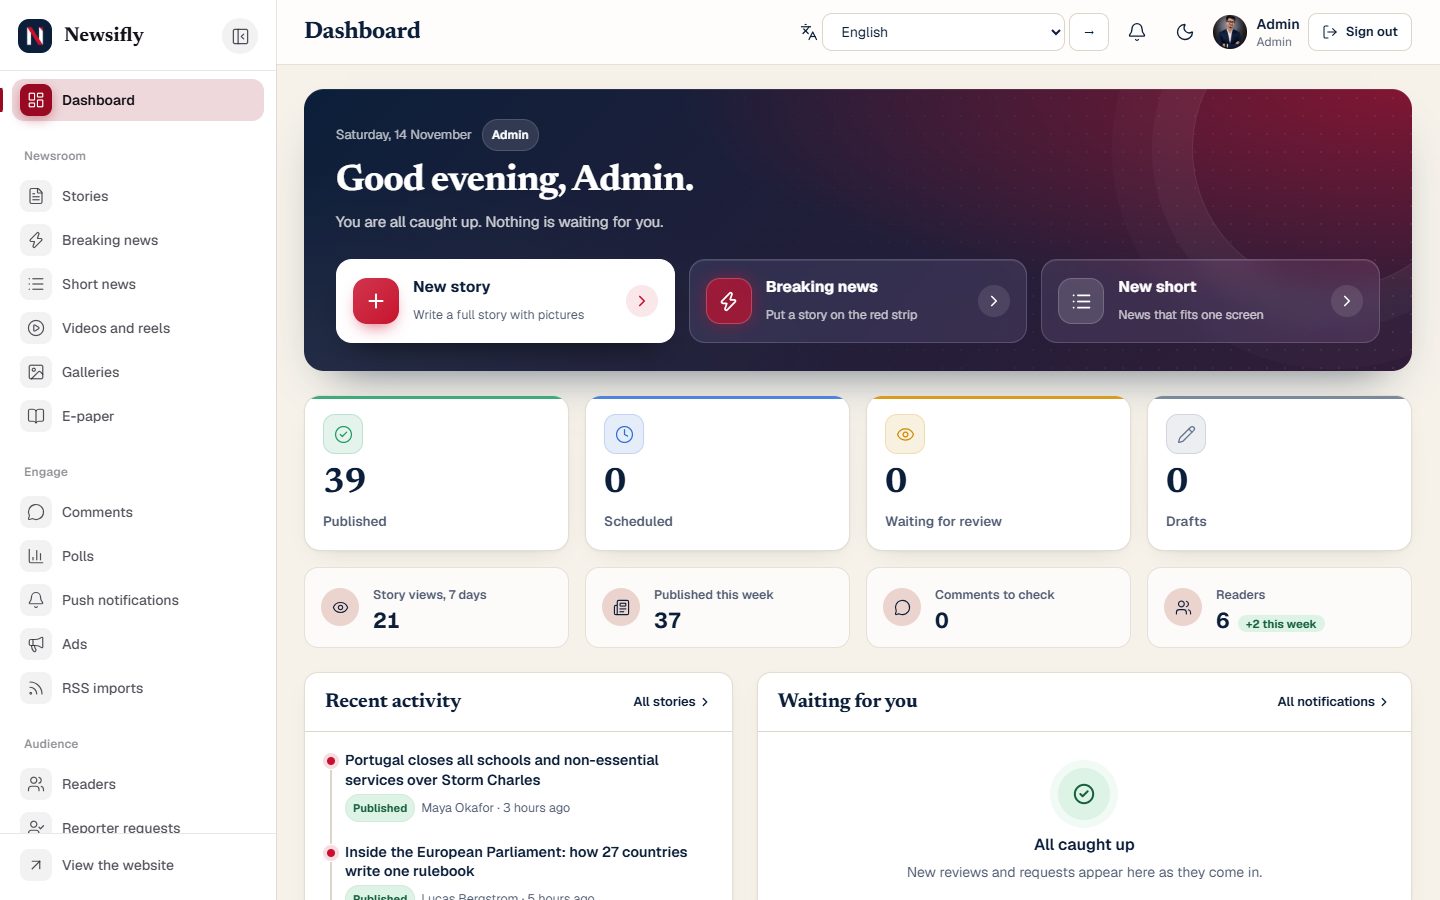 Newsifly
Dashboard
Newsroom
Stories
Breaking news
Short news
Videos and reels
Galleries
E-paper
Engage
Comments
Polls
Push notifications
Ads
RSS imports
Audience
Readers
Reporter requests
View the website
Dashboard
English
→
Admin
Admin
Sign out
Saturday, 14 November
Admin
Good evening, Admin.
You are all caught up. Nothing is waiting for you.
New story
Write a full story with pictures
Breaking news
Put a story on the red strip
New short
News that fits one screen
39
Published
0
Scheduled
0
Waiting for review
0
Drafts
Story views, 7 days
21
Published this week
37
Comments to check
0
Readers
6 +2 this week
Recent activity
All stories
Portugal closes all schools and non-essential
services over Storm Charles
Published Maya Okafor · 3 hours ago
Inside the European Parliament: how 27 countries
write one rulebook
Published Lucas Bergstrom · 5 hours ago
Waiting for you
All notifications
All caught up
New reviews and requests appear here as they come in.